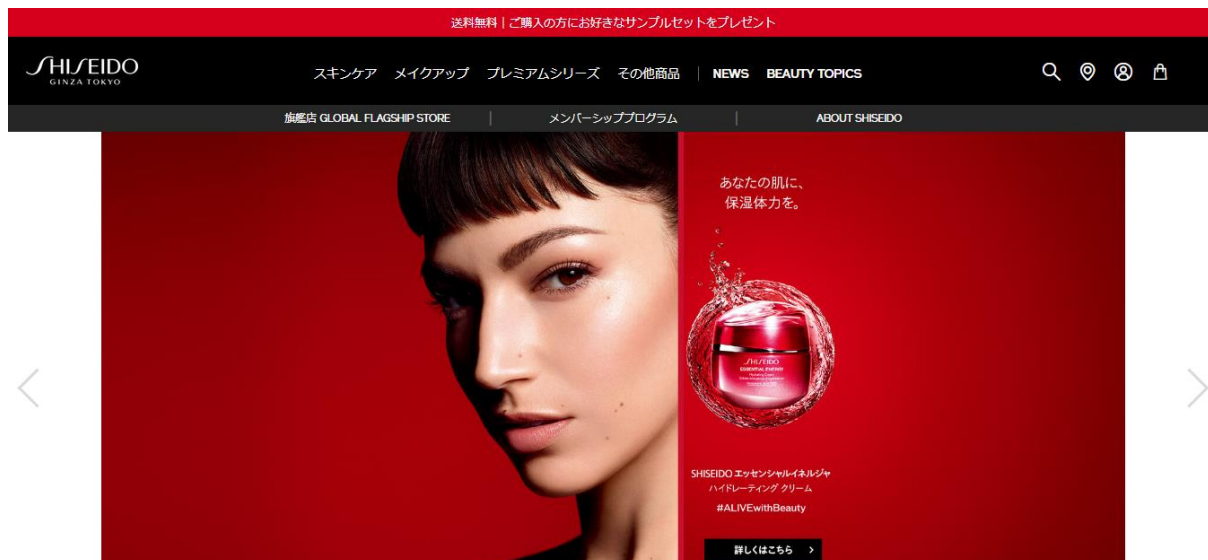 送料無料 | ご購入の方にお好きなサンプルセットをプレゼント
SHISEIDO
GINZA TOKYO
スキンケア メイクアップ プレミアムシリーズ その他商品 | NEWS BEAUTY TOPICS
旗艦店 GLOBAL FLAGSHIP STORE | メンバーシッププログラム | ABOUT SHISEIDO
あなたの肌に、
保湿体力を。
SHISEIDO
ESSENTIAL ENERGY
Hydrating Cream
SHISEIDO エッセンシャルイネルジャ
ハイドレーティング クリーム
#ALIVEwithBeauty
詳しくはこちら >